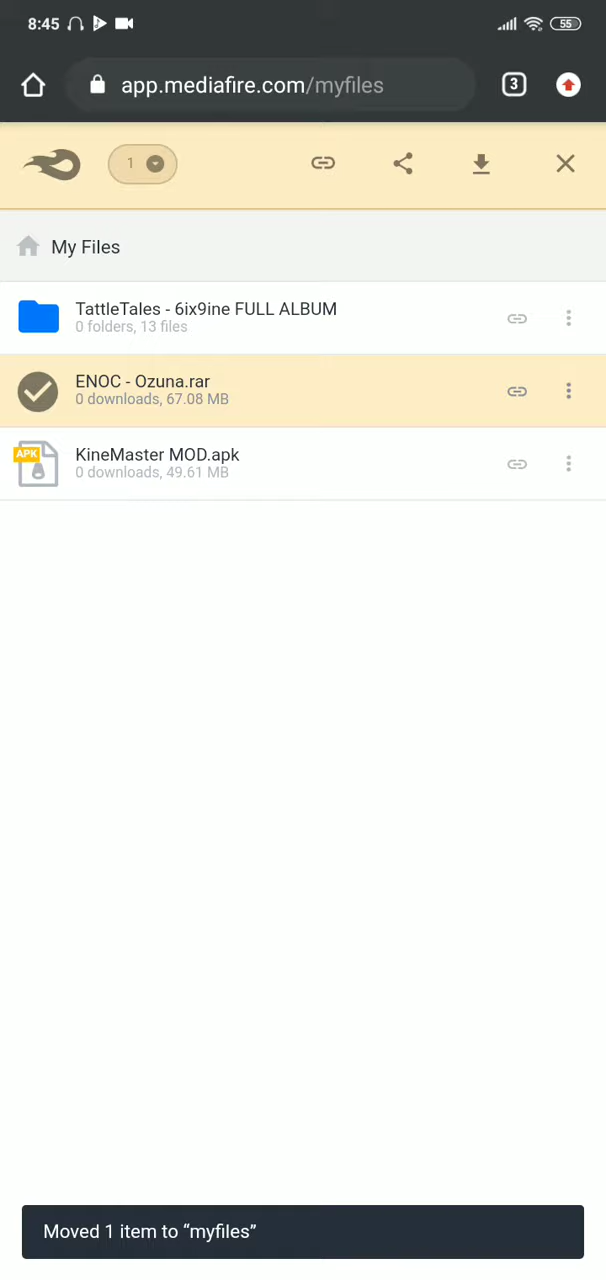 8:45 55
app.mediafire.com/myfiles 3
1
My Files
TattleTales - 6ix9ine FULL ALBUM
0 folders, 13 files
ENOC - Ozuna.rar
0 downloads, 67.08 MB
APK
KineMaster MOD.apk
0 downloads, 49.61 MB
Moved 1 item to “myfiles”